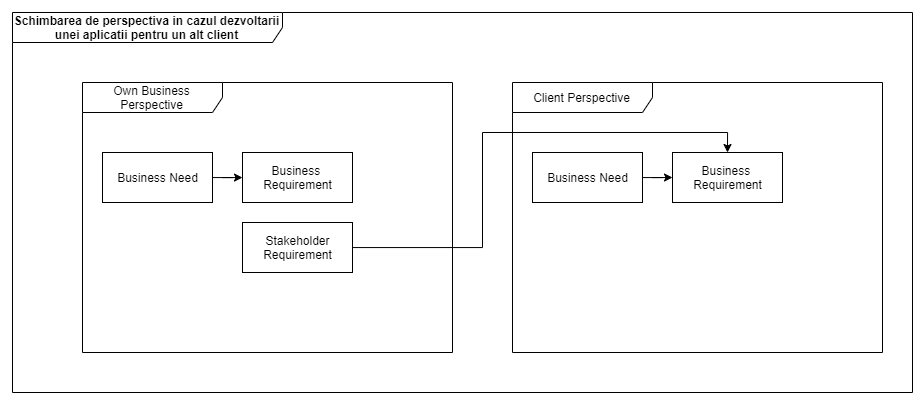 Schimbarea de perspectiva in cazul dezvoltarii
unei aplicatii pentru un alt client
Own Business
Perspective
Client Perspective
Business Need
Business
Requirement
Stakeholder
Requirement
Business Need
Business
Requirement